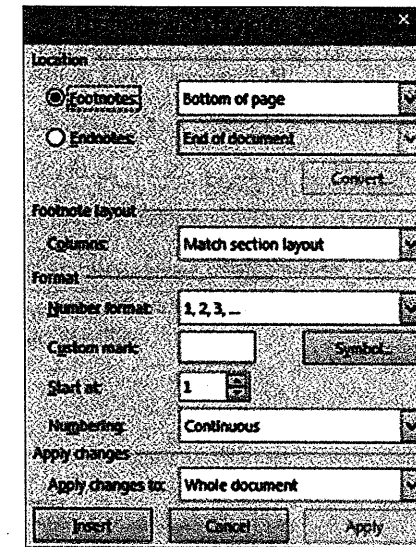 Location
Footnotes: Bottom of page
Endnotes: End of document
Convert...
Footnote layout
Columns: Match section layout
Format
Number format: 1, 2, 3, ...
Custom mark: Symbol...
Start at: 1
Numbering: Continuous
Apply changes
Apply changes to: Whole document
Insert Cancel Apply